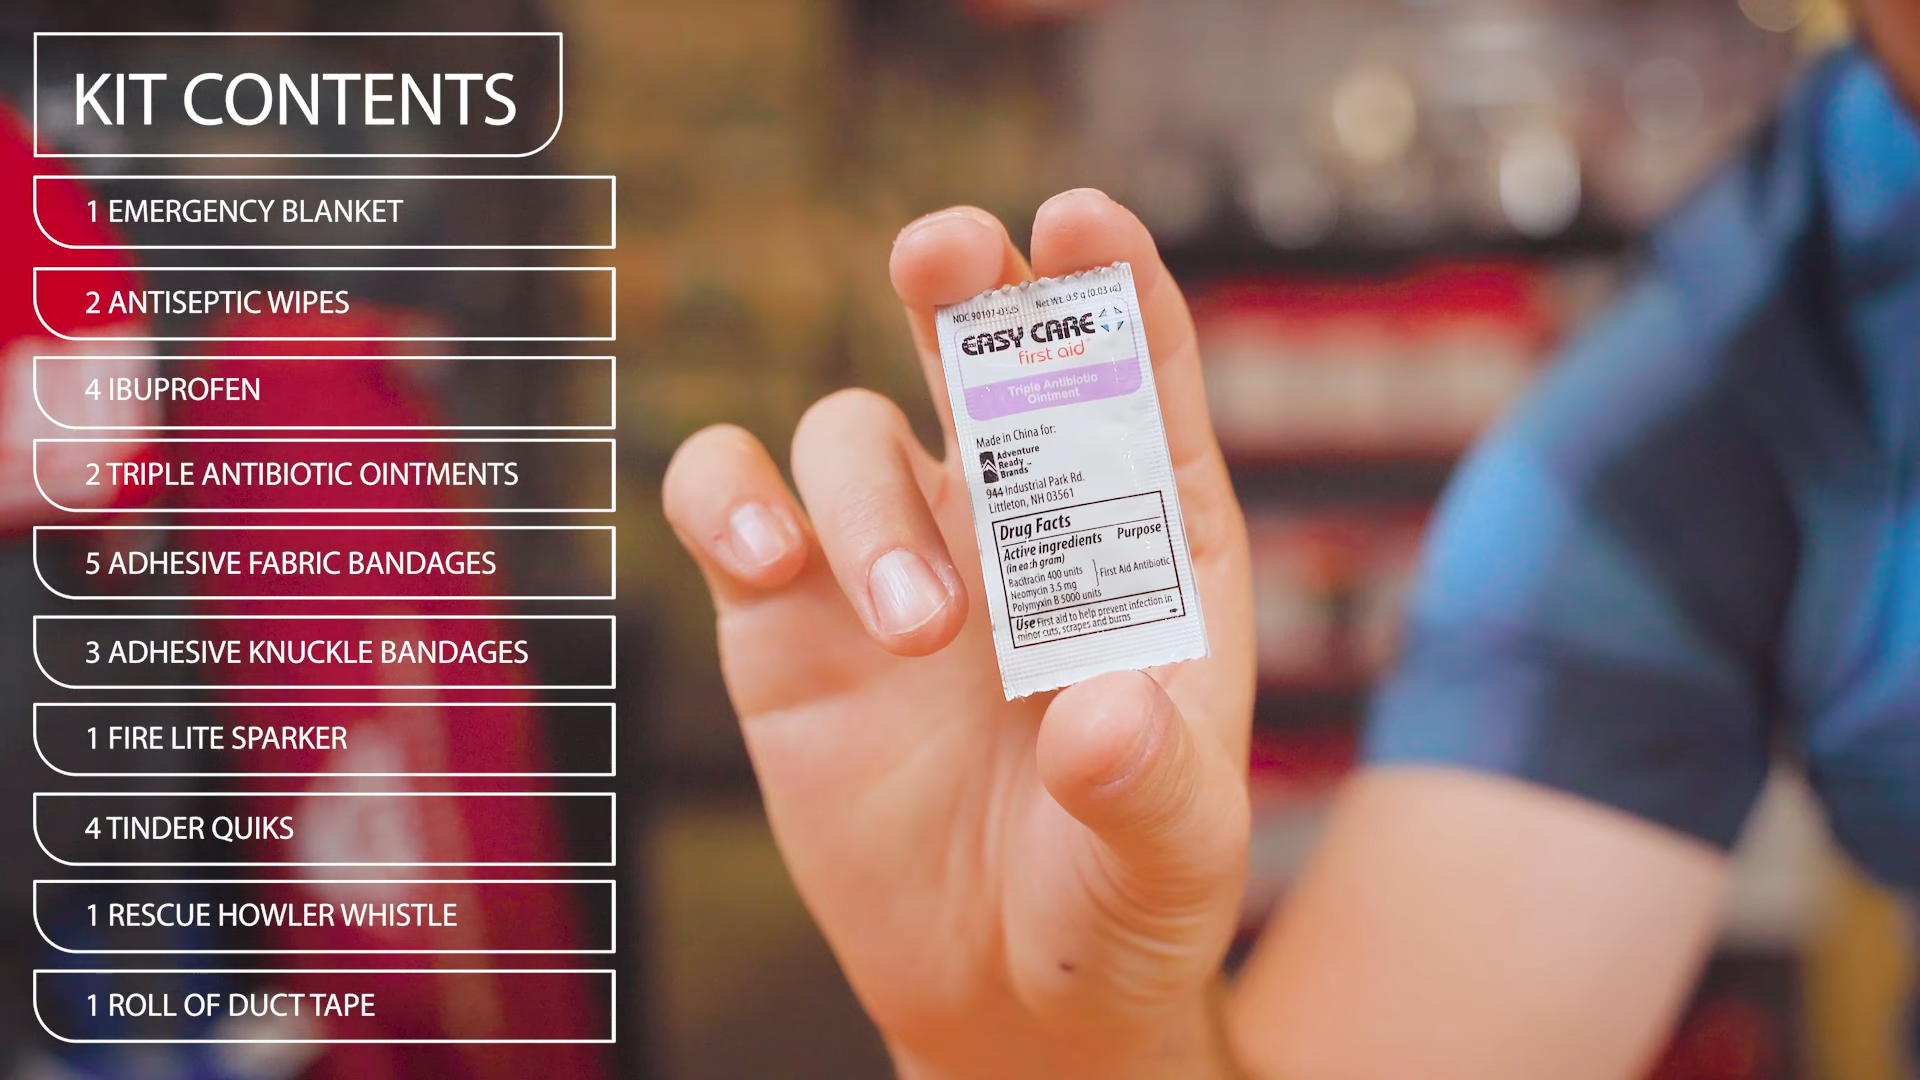 KIT CONTENTS
1 EMERGENCY BLANKET
2 ANTISEPTIC WIPES
4 IBUPROFEN
2 TRIPLE ANTIBIOTIC OINTMENTS
5 ADHESIVE FABRIC BANDAGES
3 ADHESIVE KNUCKLE BANDAGES
1 FIRE LITE SPARKER
4 TINDER QUIKS
1 RESCUE HOWLER WHISTLE
1 ROLL OF DUCT TAPE
NDC Net Wt. 0.9 g (0.03 oz)
EASY CARE
first aid
Triple Antibiotic
Ointment
Made in China for:
Adventure
Ready
Brands™
944 Industrial Park Rd.
Littleton, NH 03561
Drug Facts
Active ingredients Purpose
(in each gram)
Bacitracin 400 units
Neomycin 3.5 mg
Polymyxin B 5000 units
First Aid Antibiotic
Use First aid to help prevent infection in
minor cuts, scrapes and burns